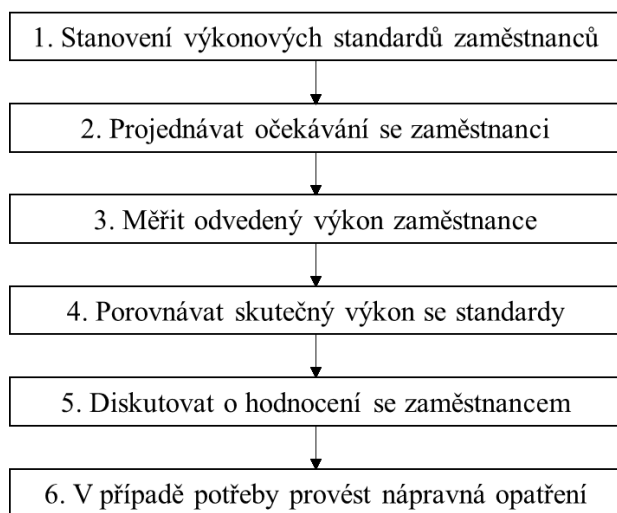 1. Stanovení výkonových standardů zaměstnanců
2. Projednávat očekávání se zaměstnanci
3. Měřit odvedený výkon zaměstnance
4. Porovnávat skutečný výkon se standardy
5. Diskutovat o hodnocení se zaměstnancem
6. V případě potřeby provést nápravná opatření